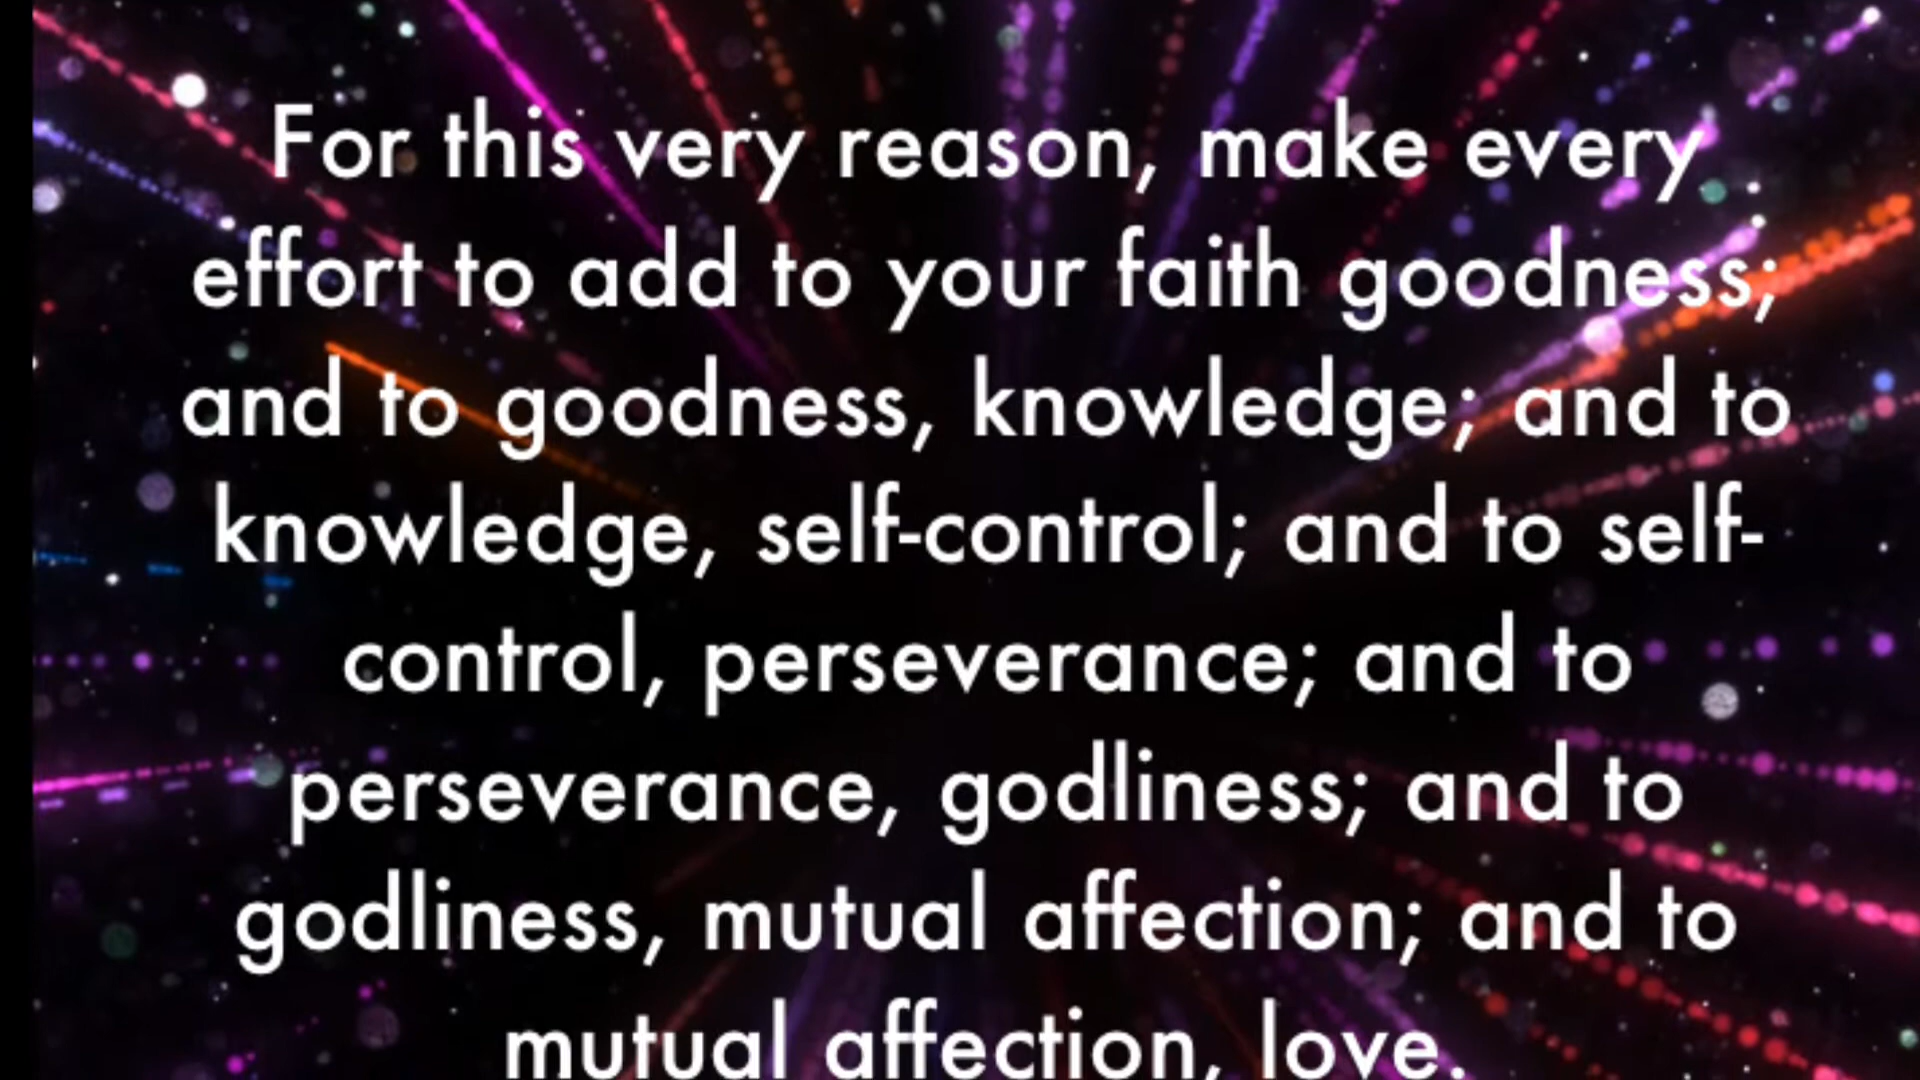 For this very reason, make every
effort to add to your faith goodness;
and to goodness, knowledge; and to
knowledge, self-control; and to self-
control, perseverance; and to
perseverance, godliness; and to
godliness, mutual affection; and to
mutual affection, love.